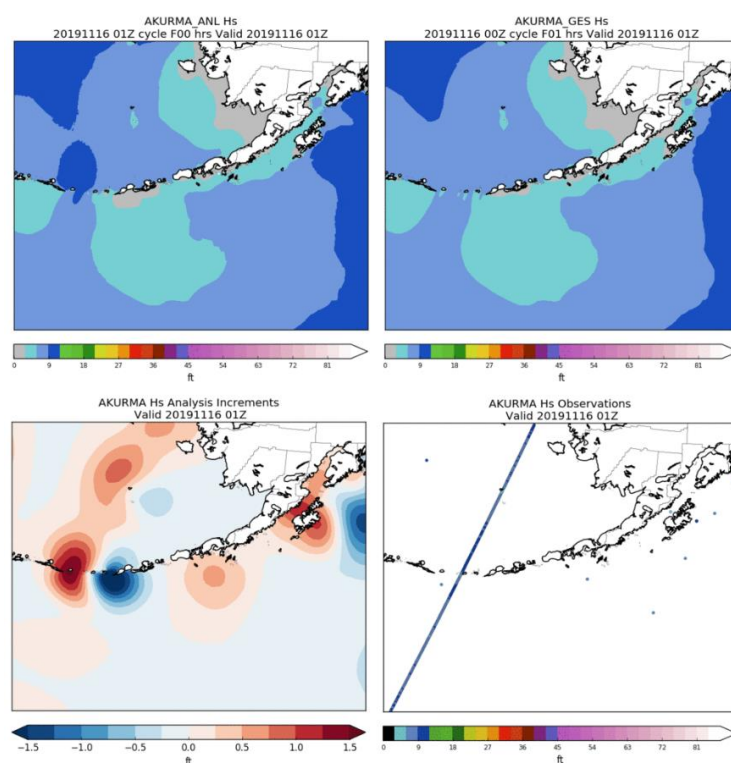 AKURMA_ANL Hs
20191116 01Z cycle F00 hrs Valid 20191116 01Z
0 9 18 27 36 45 54 63 72 81
ft
AKURMA_GES Hs
20191116 00Z cycle F01 hrs Valid 20191116 01Z
0 9 18 27 36 45 54 63 72 81
ft
AKURMA Hs Analysis Increments
Valid 20191116 01Z
−1.5 −1.0 −0.5 0.0 0.5 1.0 1.5
ft
AKURMA Hs Observations
Valid 20191116 01Z
0 9 18 27 36 45 54 63 72 81
ft